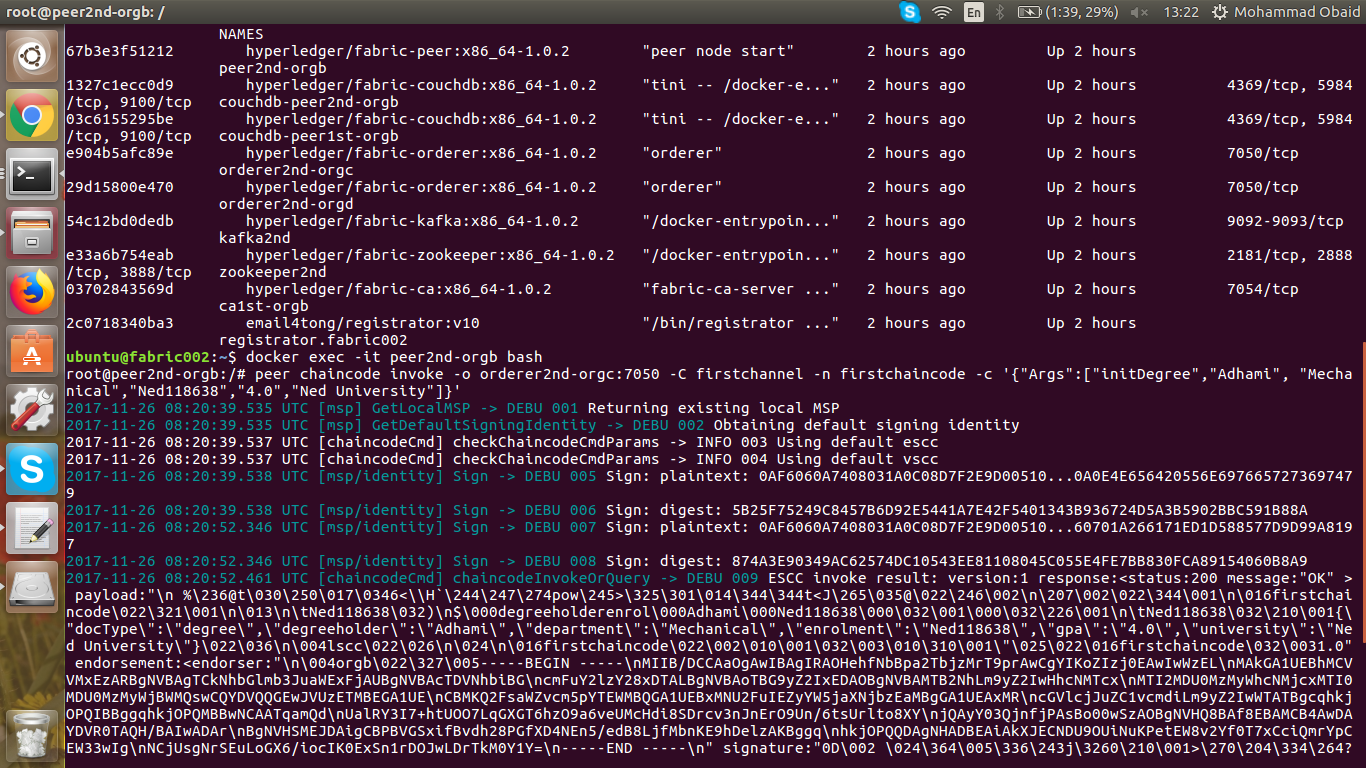 root@peer2nd-orgb: /
En
(1:39, 29%)
13:22
Mohammad Obaid
NAMES
67b3e3f51212 hyperledger/fabric-peer:x86_64-1.0.2 "peer node start" 2 hours ago Up 2 hours
peer2nd-orgb
1327c1ecc0d9 hyperledger/fabric-couchdb:x86_64-1.0.2 "tini -- /docker-e..." 2 hours ago Up 2 hours 4369/tcp, 5984
/tcp, 9100/tcp couchdb-peer2nd-orgb
03c6155295be hyperledger/fabric-couchdb:x86_64-1.0.2 "tini -- /docker-e..." 2 hours ago Up 2 hours 4369/tcp, 5984
/tcp, 9100/tcp couchdb-peer1st-orgb
e904b5afc89e hyperledger/fabric-orderer:x86_64-1.0.2 "orderer" 2 hours ago Up 2 hours 7050/tcp
orderer2nd-orgc
29d15800e470 hyperledger/fabric-orderer:x86_64-1.0.2 "orderer" 2 hours ago Up 2 hours 7050/tcp
orderer2nd-orgd
54c12bd0dedb hyperledger/fabric-kafka:x86_64-1.0.2 "/docker-entrypoin..." 2 hours ago Up 2 hours 9092-9093/tcp
kafka2nd
e33a6b754eab hyperledger/fabric-zookeeper:x86_64-1.0.2 "/docker-entrypoin..." 2 hours ago Up 2 hours 2181/tcp, 2888
/tcp, 3888/tcp zookeeper2nd
03702843569d hyperledger/fabric-ca:x86_64-1.0.2 "fabric-ca-server ..." 2 hours ago Up 2 hours 7054/tcp
ca1st-orgb
2c0718340ba3 email4tong/registrator:v10 "/bin/registrator ..." 2 hours ago Up 2 hours
registrator.fabric002
ubuntu@fabric002:~$ docker exec -it peer2nd-orgb bash
root@peer2nd-orgb:/# peer chaincode invoke -o orderer2nd-orgc:7050 -C firstchannel -n firstchaincode -c '{"Args":["initDegree","Adhami", "Mecha
nical","Ned118638","4.0","Ned University"]}'
2017-11-26 08:20:39.535 UTC [msp] GetLocalMSP -> DEBU 001 Returning existing local MSP
2017-11-26 08:20:39.535 UTC [msp] GetDefaultSigningIdentity -> DEBU 002 Obtaining default signing identity
2017-11-26 08:20:39.537 UTC [chaincodeCmd] checkChaincodeCmdParams -> INFO 003 Using default escc
2017-11-26 08:20:39.537 UTC [chaincodeCmd] checkChaincodeCmdParams -> INFO 004 Using default vscc
2017-11-26 08:20:39.538 UTC [msp/identity] Sign -> DEBU 005 Sign: plaintext: 0AF6060A7408031A0C08D7F2E9D00510...0A0E4E656420556E697665727369747
9
2017-11-26 08:20:39.538 UTC [msp/identity] Sign -> DEBU 006 Sign: digest: 5B25F75249C8457B6D92E5441A7E42F5401343B936724D5A3B5902BBC591B88A
2017-11-26 08:20:52.346 UTC [msp/identity] Sign -> DEBU 007 Sign: plaintext: 0AF6060A7408031A0C08D7F2E9D00510...60701A266171ED1D588577D9D99A819
7
2017-11-26 08:20:52.346 UTC [msp/identity] Sign -> DEBU 008 Sign: digest: 874A3E90349AC62574DC10543EE81108045C055E4FE7BB830FCA89154060B8A9
2017-11-26 08:20:52.461 UTC [chaincodeCmd] chaincodeInvokeOrQuery -> DEBU 009 ESCC invoke result: version:1 response:<status:200 message:"OK" >
payload:"\n %\236@t\030\250\017\0346<\\H`\244\247\274pow\245>\325\301\014\344\344t<J\265\035@\022\246\002\n\207\002\022\344\001\n\016firstchai
ncode\022\321\001\n\013\n\tNed118638\032)\n$\000degreeholderenrol\000Adhami\000Ned118638\000\032\001\000\032\226\001\n\tNed118638\032\210\001{\
"docType\":\"degree\",\"degreeholder\":\"Adhami\",\"department\":\"Mechanical\",\"enrolment\":\"Ned118638\",\"gpa\":\"4.0\",\"university\":\"Ne
d University\"}\022\036\n\004lscc\022\026\n\024\n\016firstchaincode\022\002\010\001\032\003\010\310\001\"\025\022\016firstchaincode\032\0031.0"
endorsement:<endorser:"\n\004orgb\022\327\005-----BEGIN -----\nMIIB/DCCAaOgAwIBAgIRAOHehfNbBpa2TbjzMrT9prAwCgYIKoZIzj0EAwIwWzEL\nMAkGA1UEBhMCV
VMxEzARBgNVBAgTCkNhbGlmb3JuaWExFjAUBgNVBAcTDVNhbiBG\ncmFuY2lzY28xDTALBgNVBAoTBG9yZ2IxEDAOBgNVBAMTB2NhLm9yZ2IwHhcNMTcx\nMTI2MDU0MzMyWhcNMjcxMTI0
MDU0MzMyWjBWMQswCQYDVQQGEwJVUzETMBEGA1UE\nCBMKQ2FsaWZvcm5pYTEWMBQGA1UEBxMNU2FuIEZyYW5jaXNjbzEaMBgGA1UEAxMR\ncGVlcjJuZC1vcmdiLm9yZ2IwWTATBgcqhkj
OPQIBBggqhkjOPQMBBwNCAATqamQd\nUalRY3I7+htUOO7LqGXGT6hzO9a6veUMcHdi8SDrcv3nJnErO9Un/6tsUrlto8XY\njQAyY03QjnfjPAsBo00wSzAOBgNVHQ8BAf8EBAMCB4AwDA
YDVR0TAQH/BAIwADAr\nBgNVHSMEJDAigCBPBVGSxifBvdh28PGfXD4NEn5/edB8LjfMbnKE9hDelzAKBggq\nhkjOPQQDAgNHADBEAiAkXJECNDU9OUiNuKPetEW8v2Yf0T7xCciQmrYpC
EW33wIg\nNCjUsgNrSEuLoGX6/iocIK0ExSn1rDOJwLDrTkM0Y1Y=\n-----END -----\n" signature:"0D\002 \024\364\005\336\243j\3260\210\001>\270\204\334\264?